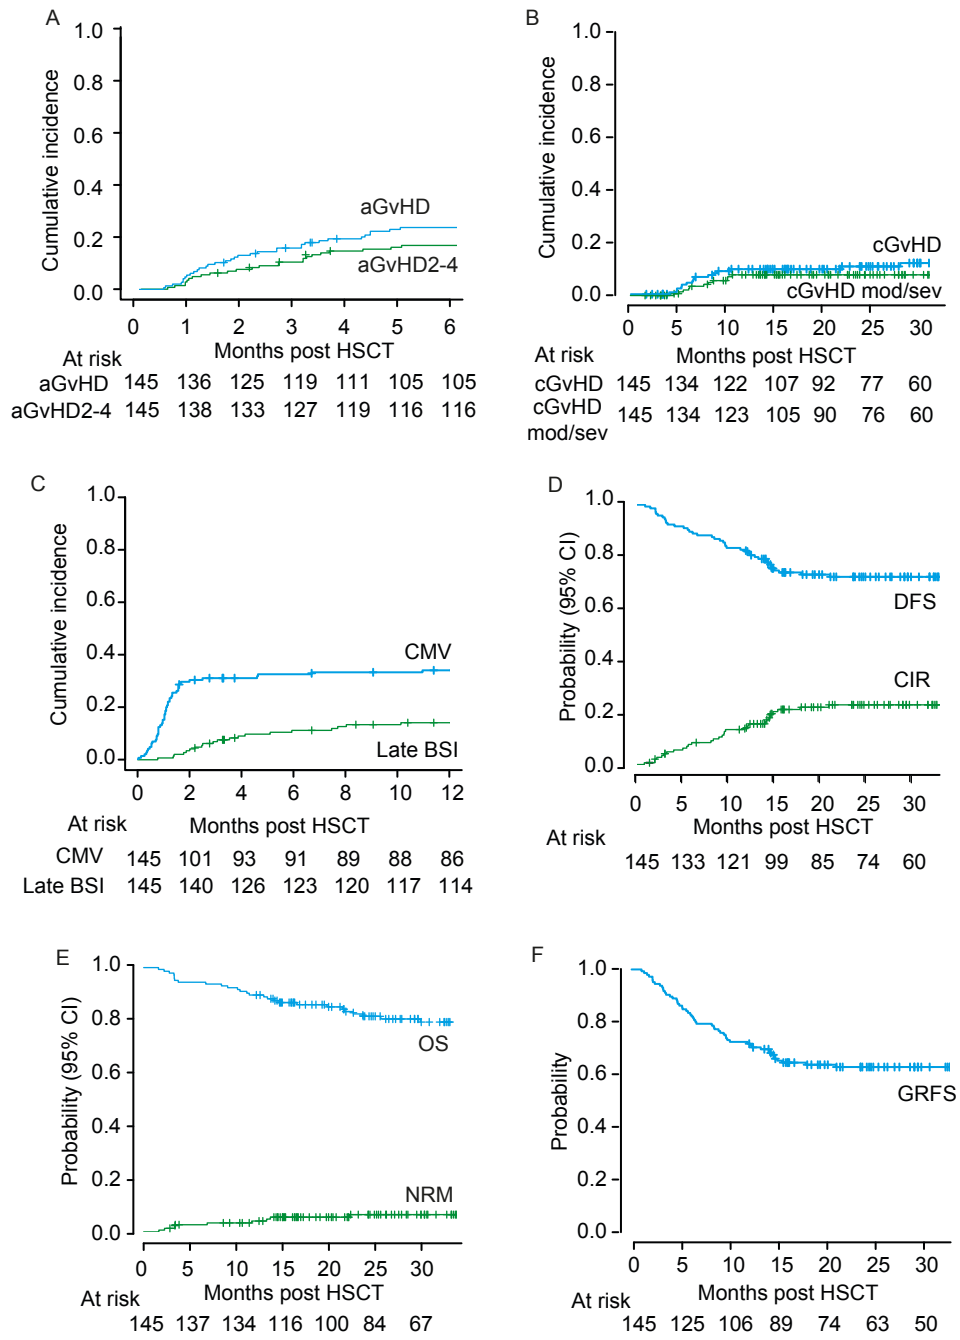 A
Cumulative incidence
1.0
0.8
0.6
0.4
0.2
0.0
aGvHD
aGvHD2-4
0 1 2 3 4 5 6
Months post HSCT
At risk
aGvHD 145 136 125 119 111 105 105
aGvHD2-4 145 138 133 127 119 116 116
B
Cumulative incidence
1.0
0.8
0.6
0.4
0.2
0.0
cGvHD
cGvHD mod/sev
0 5 10 15 20 25 30
Months post HSCT
At risk
cGvHD 145 134 122 107 92 77 60
cGvHD
mod/sev 145 134 123 105 90 76 60
C
Cumulative incidence
1.0
0.8
0.6
0.4
0.2
0.0
CMV
Late BSI
0 2 4 6 8 10 12
Months post HSCT
At risk
CMV 145 101 93 91 89 88 86
Late BSI 145 140 126 123 120 117 114
D
Probability (95% CI)
1.0
0.8
0.6
0.4
0.2
0.0
DFS
CIR
0 5 10 15 20 25 30
Months post HSCT
At risk
145 133 121 99 85 74 60
E
Probability (95% CI)
1.0
0.8
0.6
0.4
0.2
0.0
OS
NRM
0 5 10 15 20 25 30
Months post HSCT
At risk
145 137 134 116 100 84 67
F
Probability
1.0
0.8
0.6
0.4
0.2
0.0
GRFS
0 5 10 15 20 25 30
Months post HSCT
At risk
145 125 106 89 74 63 50